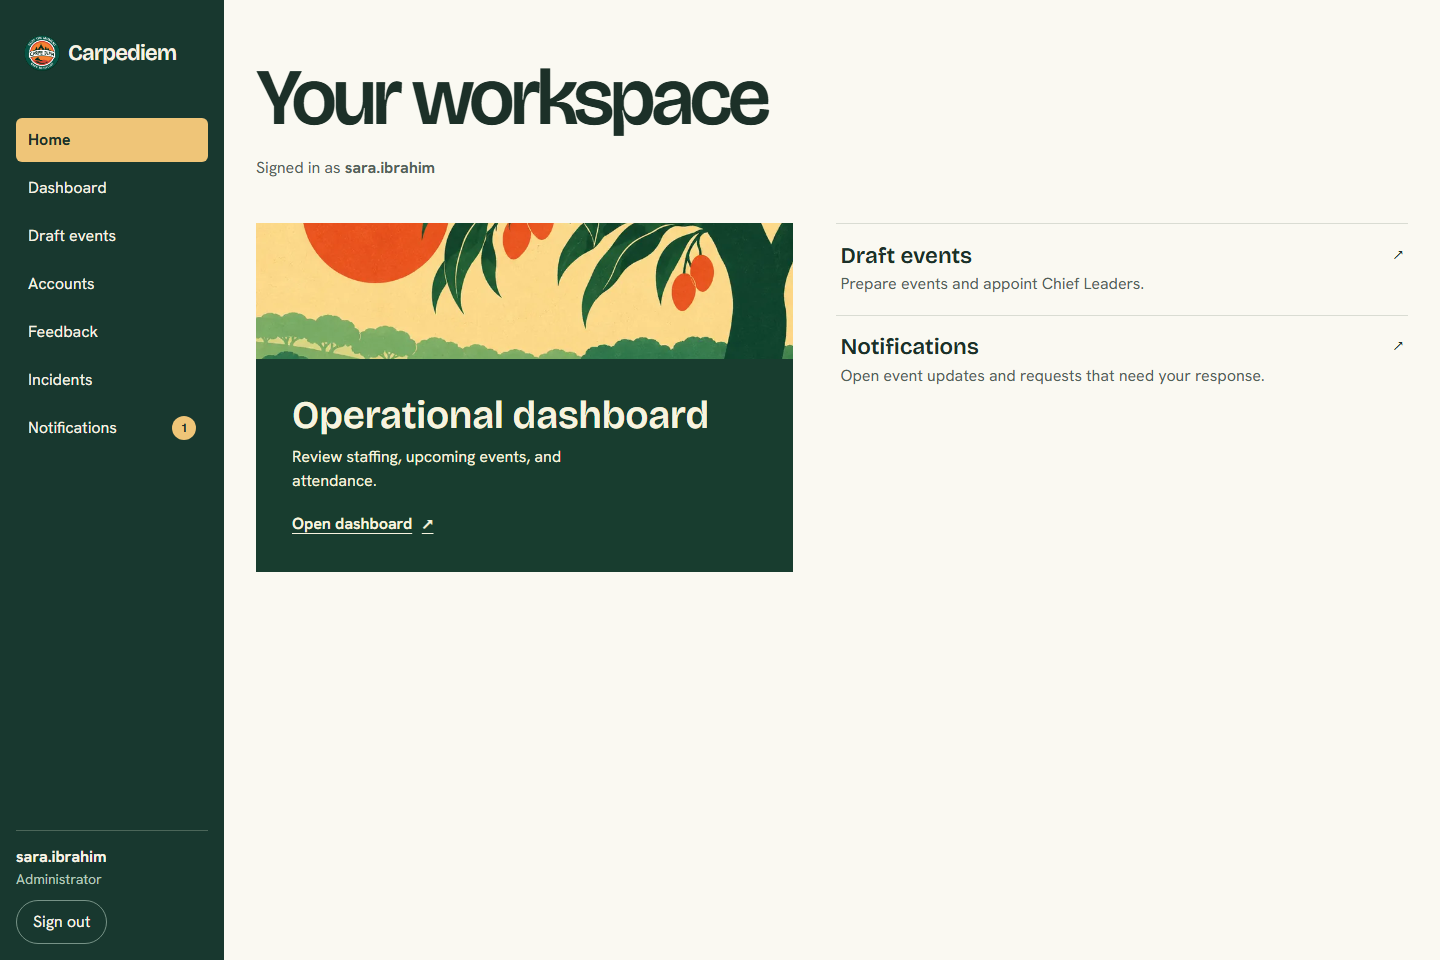 Carpediem
Home
Dashboard
Draft events
Accounts
Feedback
Incidents
Notifications 1
sara.ibrahim
Administrator
Sign out
Your workspace
Signed in as sara.ibrahim
Operational dashboard
Review staffing, upcoming events, and
attendance.
Open dashboard ↗
Draft events ↗
Prepare events and appoint Chief Leaders.
Notifications ↗
Open event updates and requests that need your response.